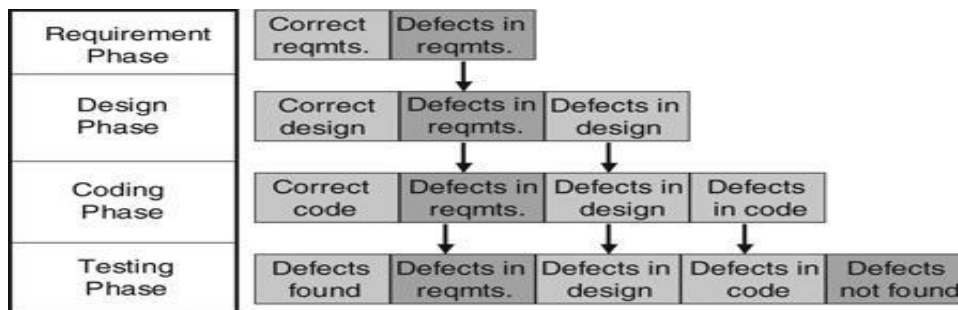 Requirement
Phase
Correct
reqmts.
Defects in
reqmts.
Design
Phase
Correct
design
Defects in
reqmts.
Defects in
design
Coding
Phase
Correct
code
Defects in
reqmts.
Defects in
design
Defects
in code
Testing
Phase
Defects
found
Defects in
reqmts.
Defects in
design
Defects in
code
Defects
not found